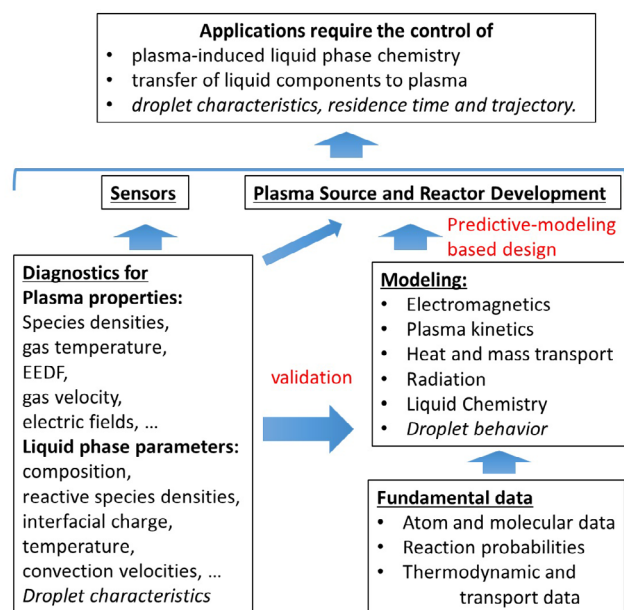 Applications require the control of
• plasma-induced liquid phase chemistry
• transfer of liquid components to plasma
• droplet characteristics, residence time and trajectory.
Sensors
Plasma Source and Reactor Development
Predictive-modeling
based design
Diagnostics for
Plasma properties:
Species densities,
gas temperature,
EEDF,
gas velocity,
electric fields, ...
Liquid phase parameters:
composition,
reactive species densities,
interfacial charge,
temperature,
convection velocities, ...
Droplet characteristics
validation
Modeling:
• Electromagnetics
• Plasma kinetics
• Heat and mass transport
• Radiation
• Liquid Chemistry
• Droplet behavior
Fundamental data
• Atom and molecular data
• Reaction probabilities
• Thermodynamic and
transport data